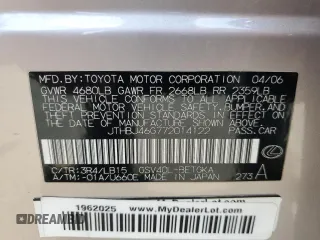 MFD.BY:TOYOTA MOTOR CORPORATION 04/06
GVWR 4680LB GAWR FR 2668LB RR 2359LB
THIS VEHICLE CONFORMS TO ALL APPLICABLE
FEDERAL MOTOR VEHICLE SAFETY, BUMPER, AND
THEFT PREVENTION STANDARDS IN EFFECT ON
THE DATE OF MANUFACTURE SHOWN ABOVE.
JTHBJ46G772014122 PASS.CAR
C/TR:3R4/LB15 GSV40L-BETGKA
A/TM:-01A/U660E MADE IN JAPAN 273 A
1962025
www.MyDealerLot.com